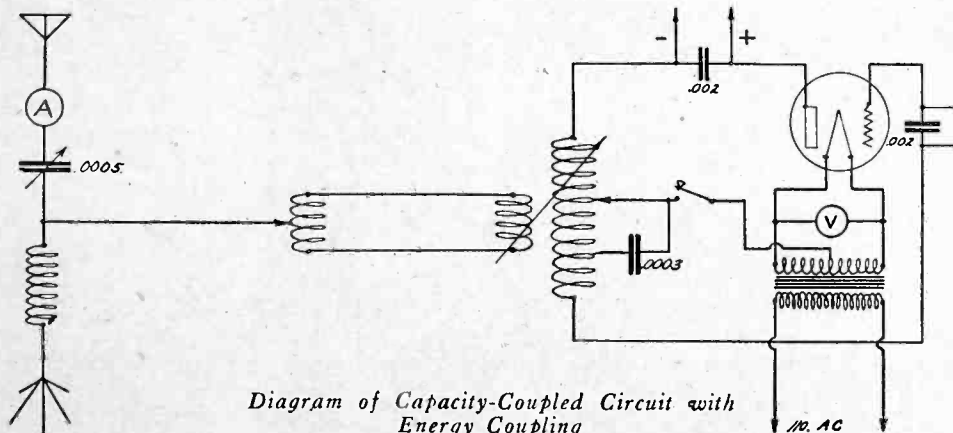 - +
.002
A
.0005
.002
V
.0003
110. AC
Diagram of Capacity-Coupled Circuit with
Energy Coupling